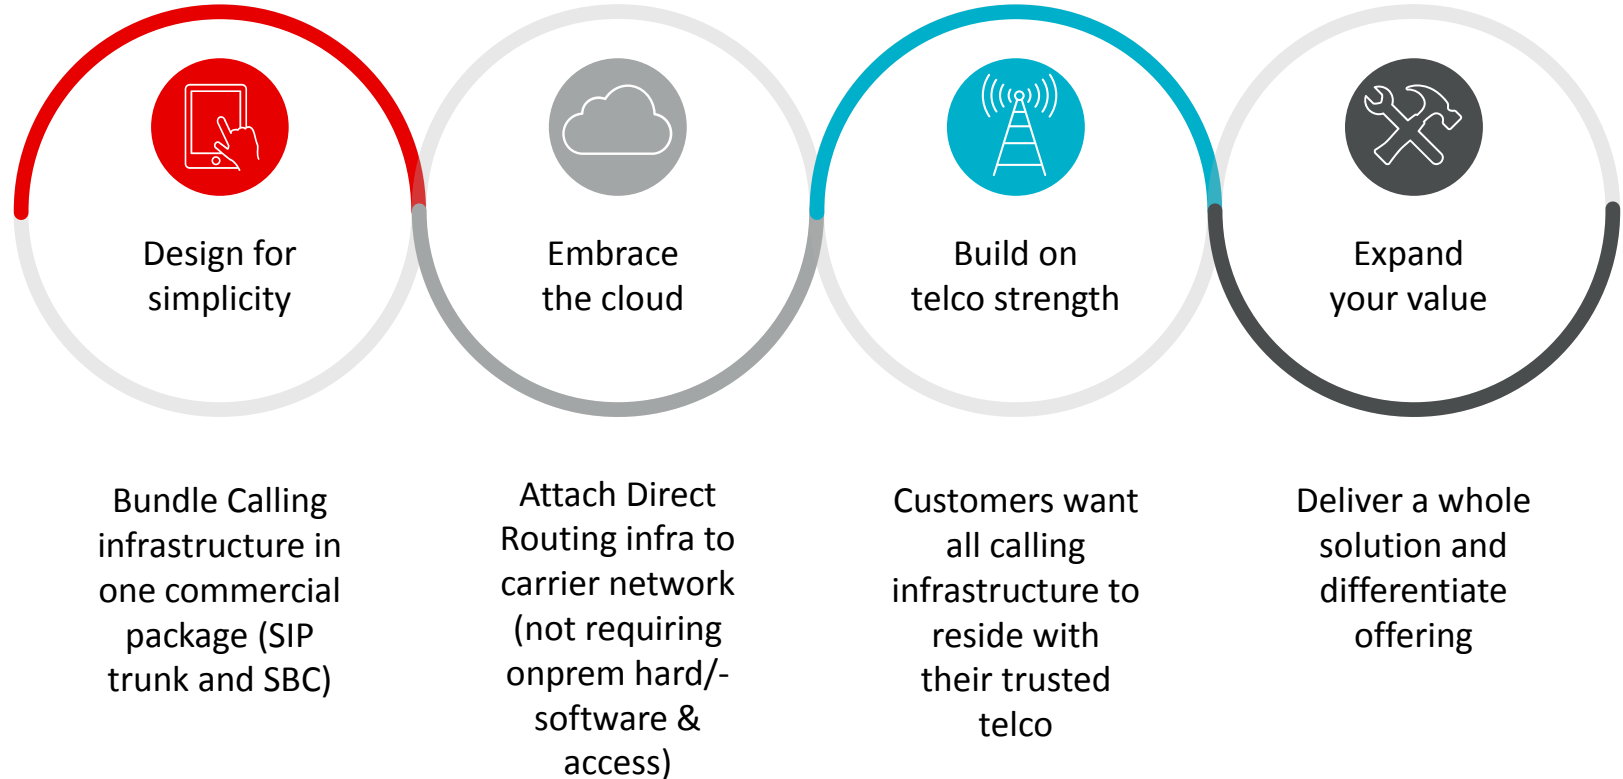 Design for
simplicity
Embrace
the cloud
Build on
telco strength
Expand
your value
Bundle Calling
infrastructure in
one commercial
package (SIP
trunk and SBC)
Attach Direct
Routing infra to
carrier network
(not requiring
onprem hard/-
software &
access)
Customers want
all calling
infrastructure to
reside with
their trusted
telco
Deliver a whole
solution and
differentiate
offering